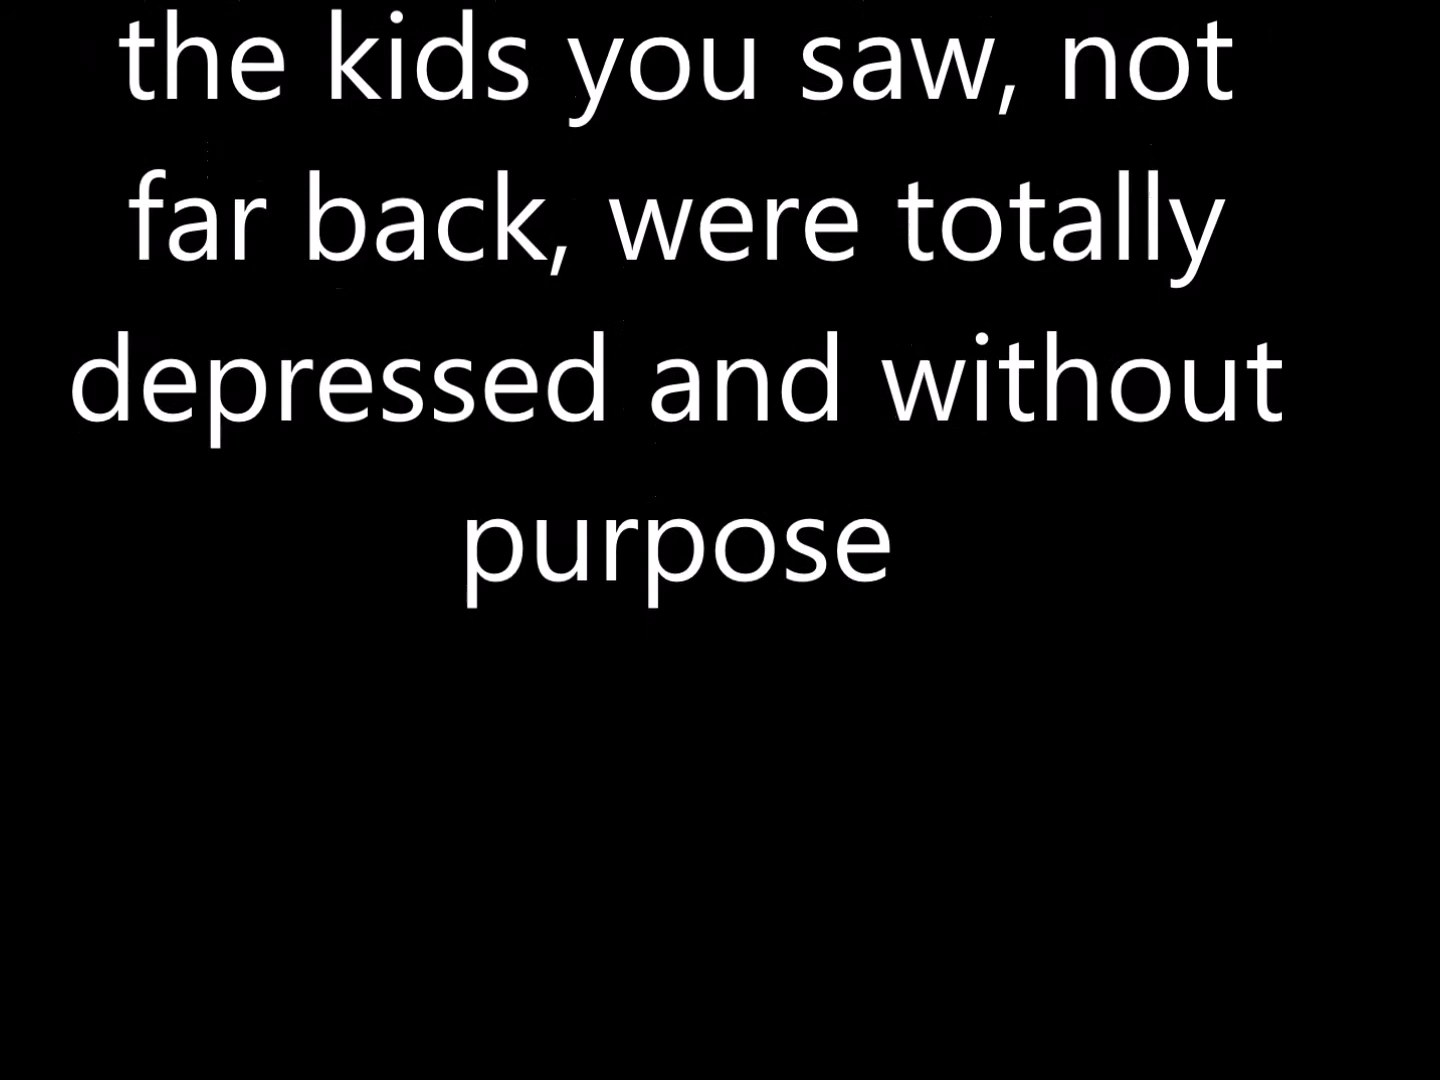 the kids you saw, not
far back, were totally
depressed and without
purpose